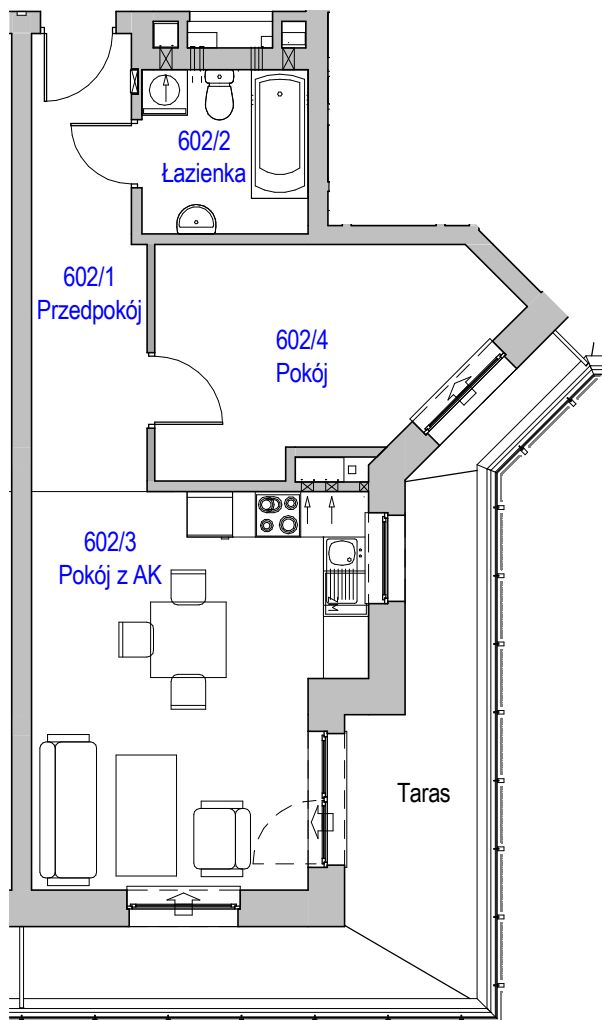 602/2
Łazienka
602/1
Przedpokój
602/4
Pokój
602/3
Pokój z AK
Taras